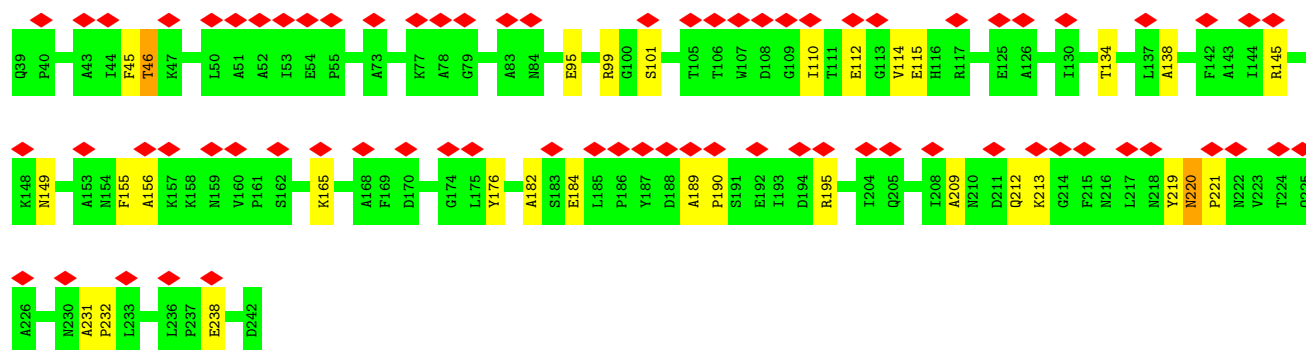 Q39 P40 A43 I44 F45 T46 K47 L50 A51 A52 I53 E54 P55 A73 K77 A78 G79 A83 N84 E95 R99 G100 S101 T105 T106 W107 D108 G109 I110 T111 E112 G113 V114 E115 H116 R117 E125 A126 I130 T134 L137 A138 F142 A143 I144 R145
K148 N149 A153 N154 F155 A156 K157 K158 N159 V160 P161 S162 K165 A168 F169 D170 G174 L175 Y176 A182 S183 E184 L185 P186 Y187 D188 A189 P190 S191 E192 I193 D194 R195 I204 Q205 I208 A209 N210 D211 Q212 K213 G214 F215 N216 L217 N218 Y219 N220 P221 N222 V223 T224
A226 N230 A231 P232 L233 L236 P237 E238 D242